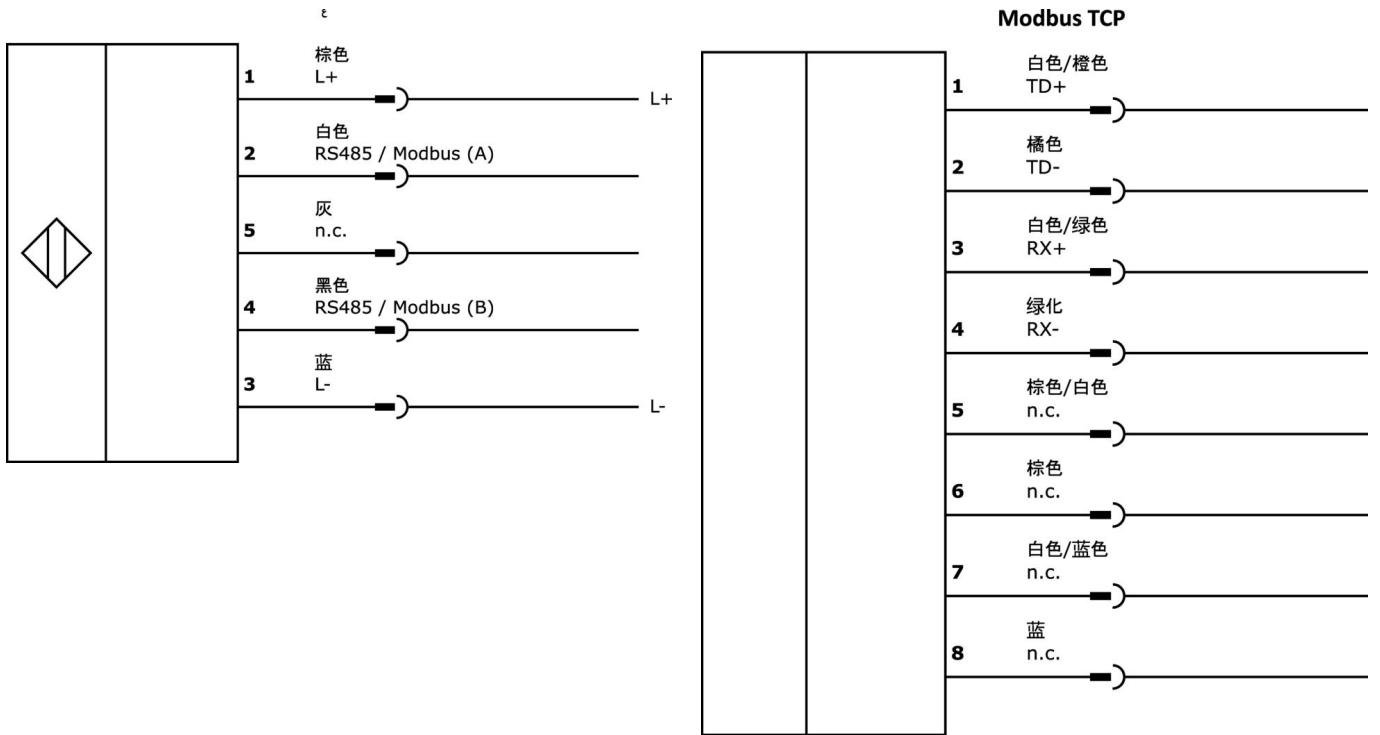 ع
棕色
1
L+
L+
白色
2
RS485 / Modbus (A)
灰
5
n.c.
黑色
4
RS485 / Modbus (B)
蓝
3
L-
L-
Modbus TCP
白色/橙色
1
TD+
橘色
2
TD-
白色/绿色
3
RX+
绿化
4
RX-
棕色/白色
5
n.c.
棕色
6
n.c.
白色/蓝色
7
n.c.
蓝
8
n.c.